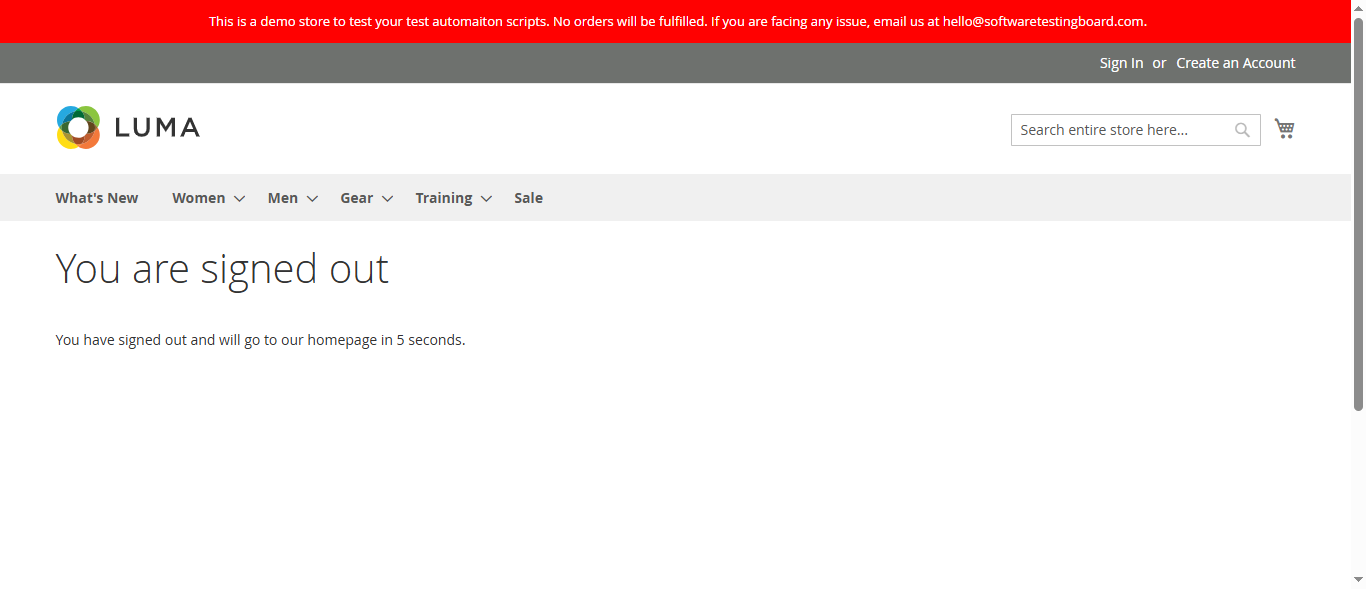 This is a demo store to test your test automaiton scripts. No orders will be fulfilled. If you are facing any issue, email us at hello@softwaretestingboard.com.
Sign In or Create an Account
LUMA
Search entire store here...
What's New Women Men Gear Training Sale
You are signed out
You have signed out and will go to our homepage in 5 seconds.